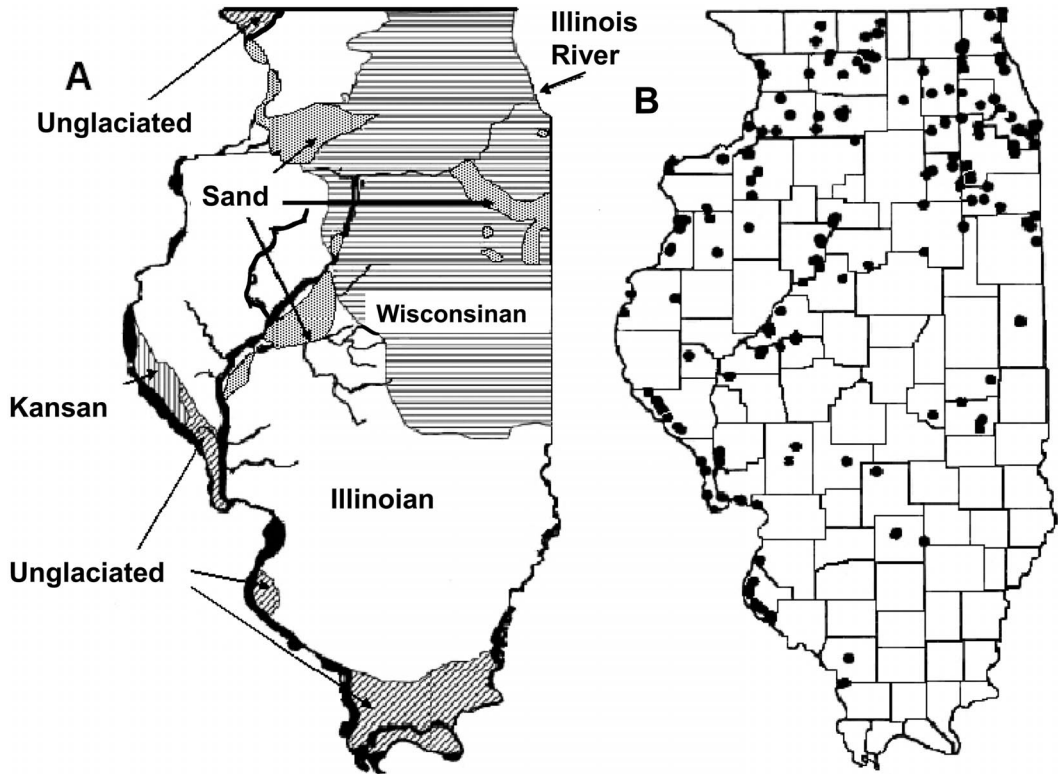 Illinois
River
A
Unglaciated
B
Sand
Wisconsinan
Kansan
Illinoian
Unglaciated